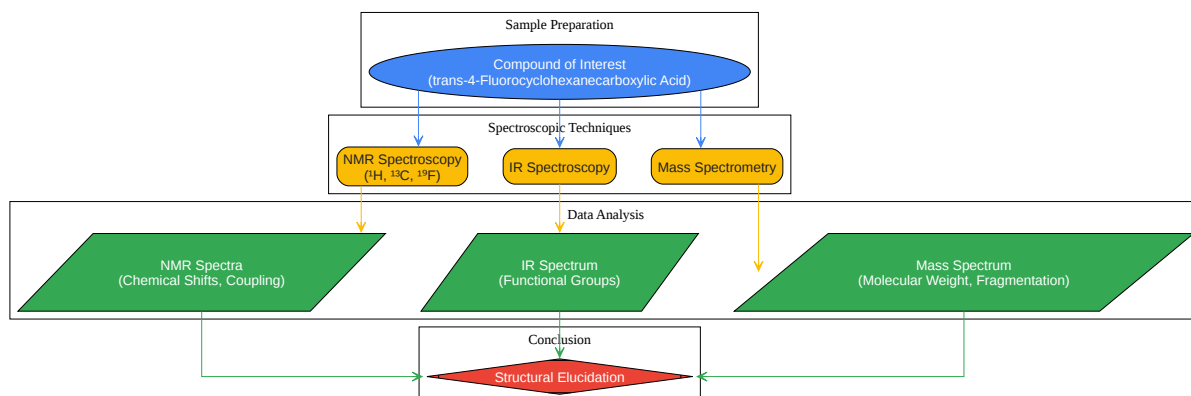 Sample Preparation
Compound of Interest
(trans-4-Fluorocyclohexanecarboxylic Acid)
Spectroscopic Techniques
NMR Spectroscopy
(¹H, ¹³C, ¹⁹F)
IR Spectroscopy
Mass Spectrometry
Data Analysis
NMR Spectra
(Chemical Shifts, Coupling)
IR Spectrum
(Functional Groups)
Mass Spectrum
(Molecular Weight, Fragmentation)
Conclusion
Structural Elucidation